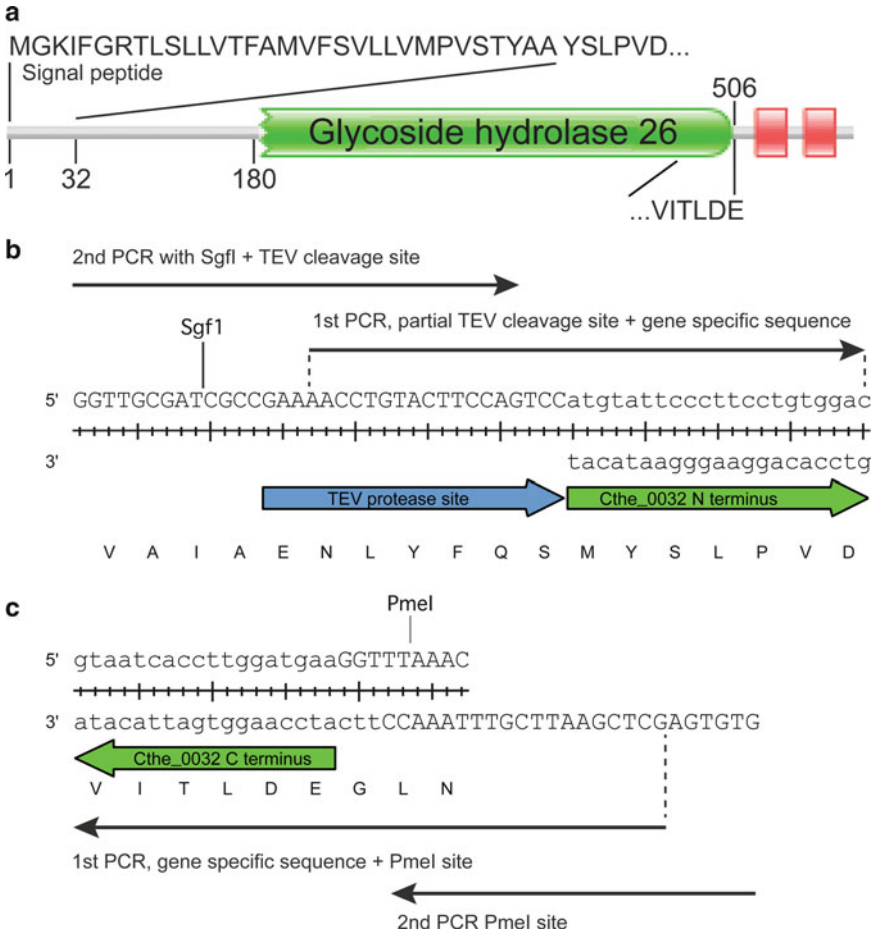 a
MGKIFGRTLSLLVTFAMVFSVLLVMPVSTYAA YSLPVD...
Signal peptide
506
Glycoside hydrolase 26
1 32 180
...VITLDE
b
2nd PCR with SgfI + TEV cleavage site
Sgf1
1st PCR, partial TEV cleavage site + gene specific sequence
5' GGTTGCGATCGCCGAAAACCTGTACTTCCAGTCCatgtattcccttcctgtggac
3' tacataagggaaggacacctg
TEV protease site Cthe_0032 N terminus
V A I A E N L Y F Q S M Y S L P V D
c
PmeI
5' gtaatcaccttggatgaaGGTTTAAAC
3' atacattagtggaacctacttCCAAATTTGCTTAAGCTCGAGTGTG
Cthe_0032 C terminus
V I T L D E G L N
1st PCR, gene specific sequence + PmeI site
2nd PCR PmeI site